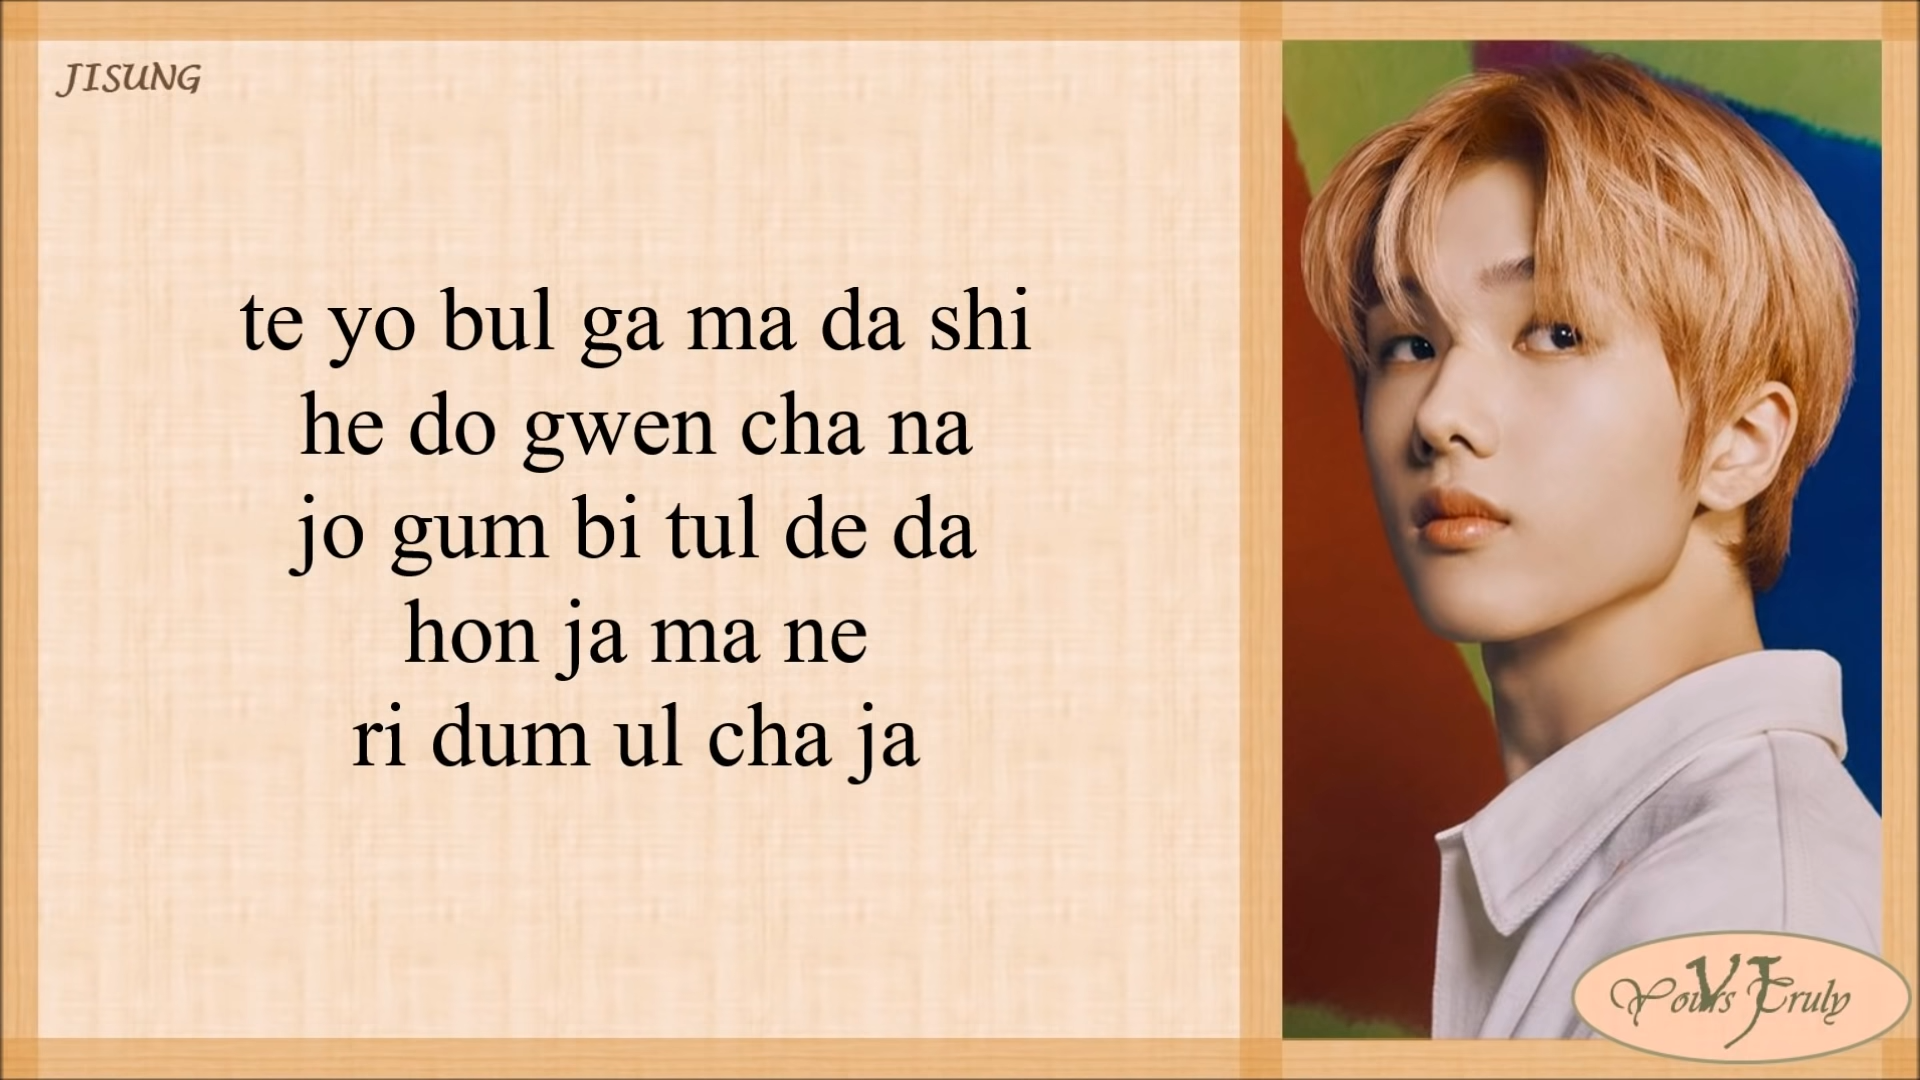 JISUNG
te yo bul ga ma da shi
he do gwen cha na
jo gum bi tul de da
hon ja ma ne
ri dum ul cha ja
Yours Truly
VJ